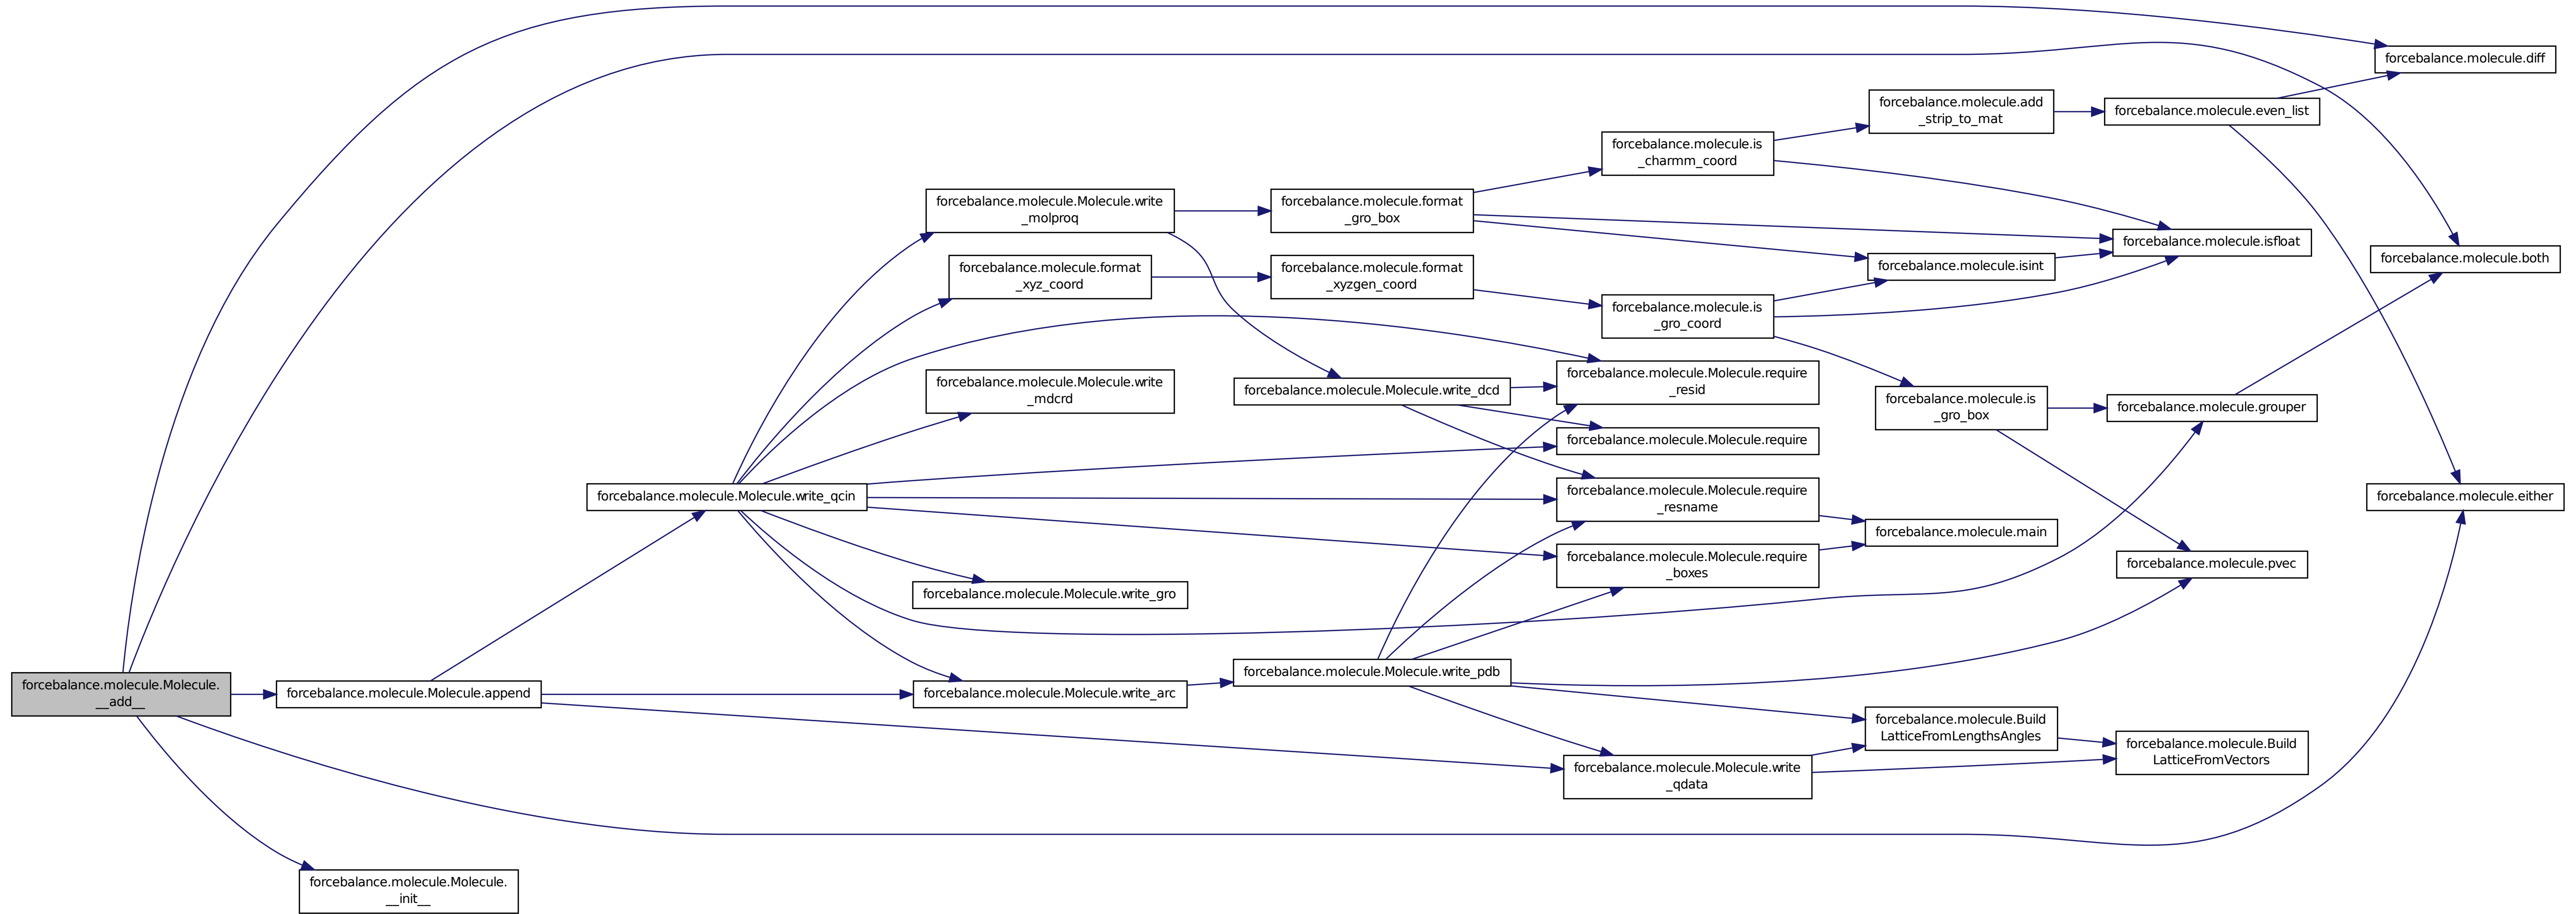 forcebalance.molecule.Molecule.
__add__
forcebalance.molecule.Molecule.append
forcebalance.molecule.Molecule.
__init__
forcebalance.molecule.Molecule.write_qcin
forcebalance.molecule.Molecule.write
_molproq
forcebalance.molecule.format
_xyz_coord
forcebalance.molecule.Molecule.write
_mdcrd
forcebalance.molecule.Molecule.write_gro
forcebalance.molecule.Molecule.write_arc
forcebalance.molecule.format
_gro_box
forcebalance.molecule.format
_xyzgen_coord
forcebalance.molecule.Molecule.write_dcd
forcebalance.molecule.Molecule.write_pdb
forcebalance.molecule.is
_charmm_coord
forcebalance.molecule.is
_gro_coord
forcebalance.molecule.Molecule.require
_resid
forcebalance.molecule.Molecule.require
forcebalance.molecule.Molecule.require
_resname
forcebalance.molecule.Molecule.require
_boxes
forcebalance.molecule.Molecule.write
_qdata
forcebalance.molecule.add
_strip_to_mat
forcebalance.molecule.isint
forcebalance.molecule.is
_gro_box
forcebalance.molecule.main
forcebalance.molecule.Build
LatticeFromLengthsAngles
forcebalance.molecule.even_list
forcebalance.molecule.isfloat
forcebalance.molecule.grouper
forcebalance.molecule.pvec
forcebalance.molecule.Build
LatticeFromVectors
forcebalance.molecule.diff
forcebalance.molecule.both
forcebalance.molecule.either